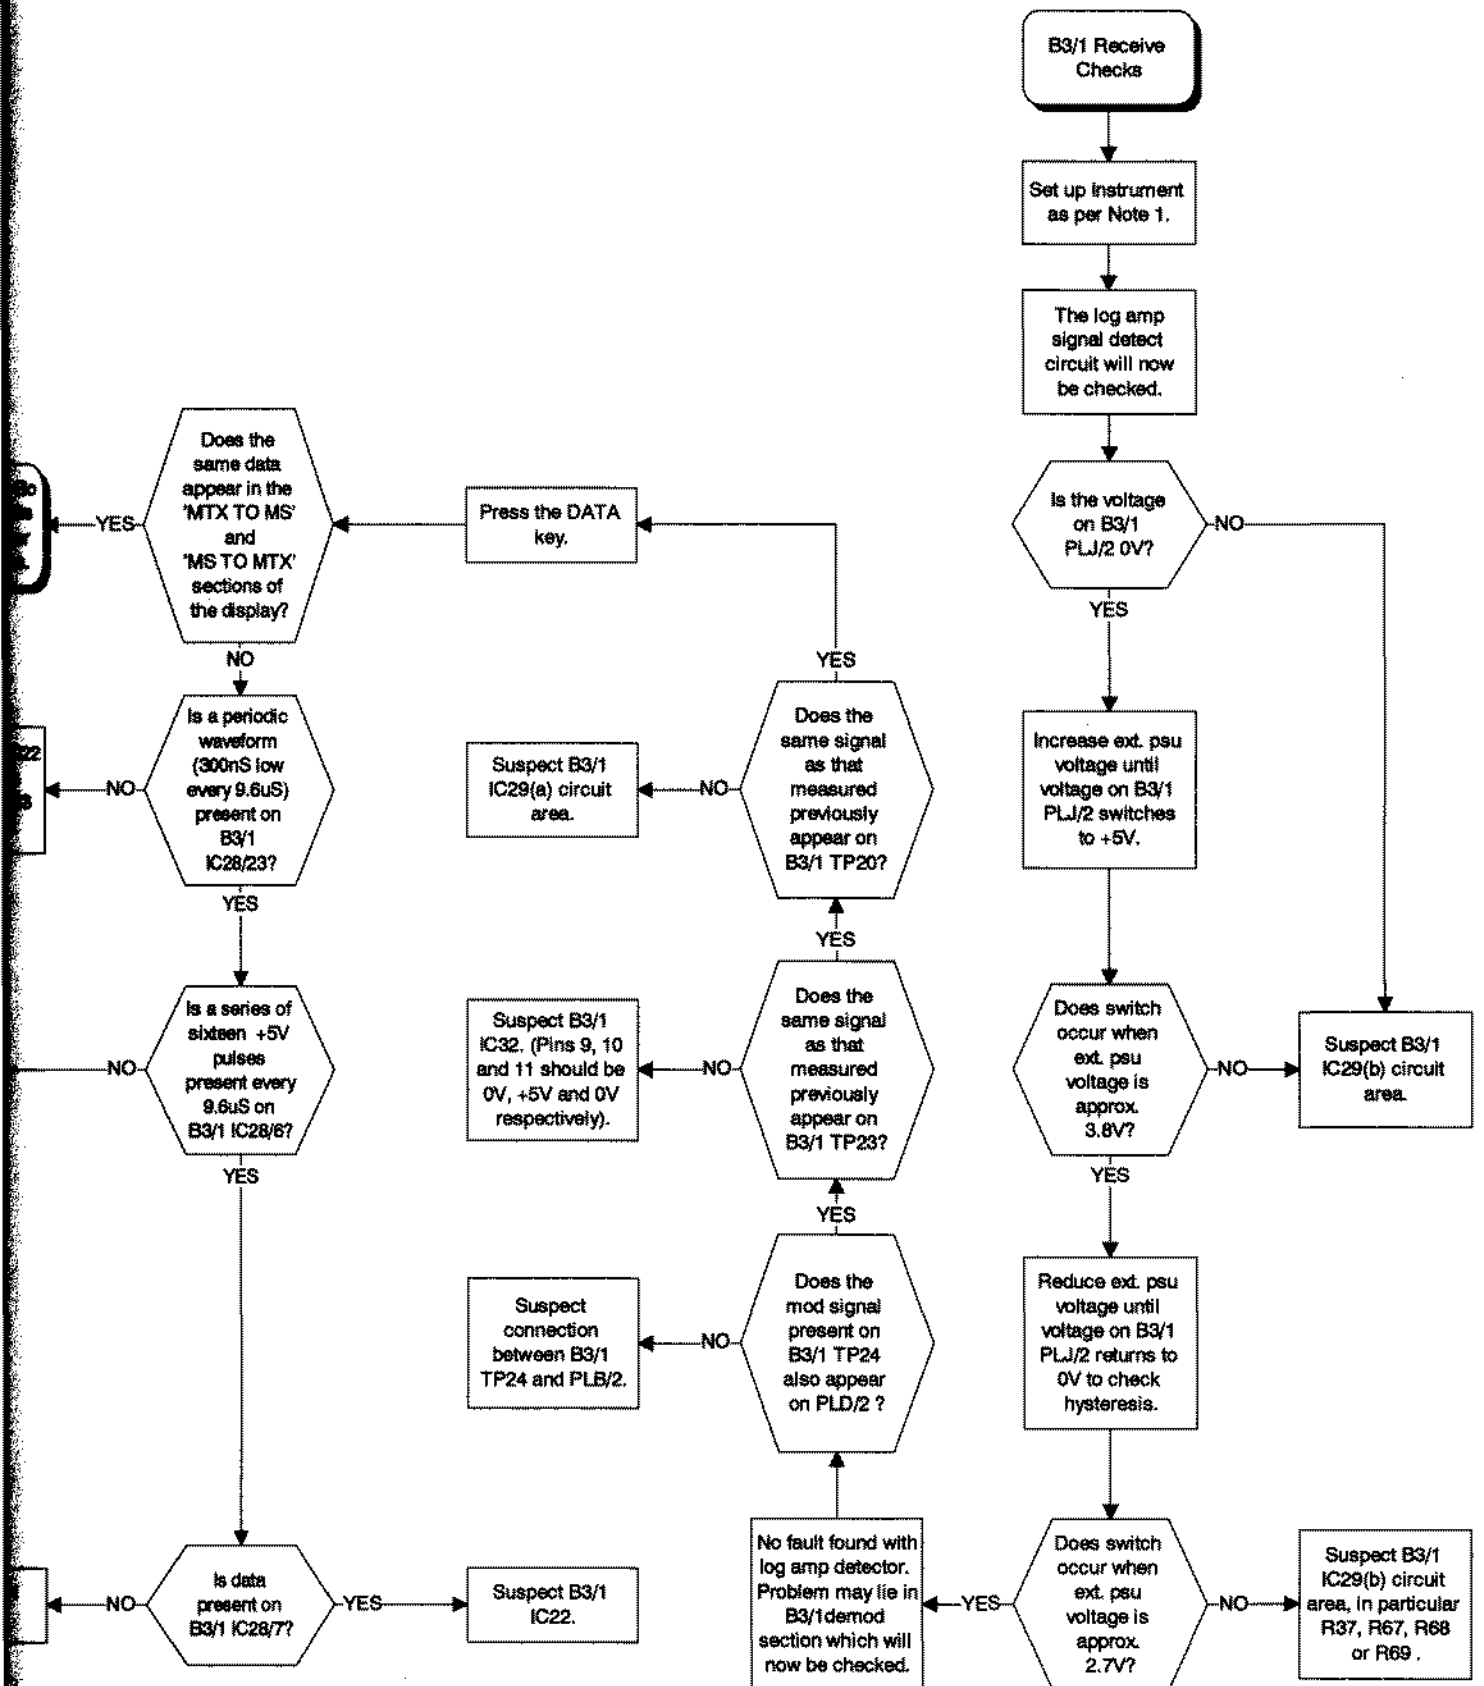 B3/1 Receive
Checks
Set up instrument
as per Note 1.
The log amp
signal detect
circuit will now
be checked.
Is the voltage
on B3/1
PLJ/2 0V?
NO
YES
Increase ext. psu
voltage until
voltage on B3/1
PLJ/2 switches
to +5V.
Does switch
occur when
ext. psu
voltage is
approx.
3.8V?
NO
Suspect B3/1
IC29(b) circuit
area.
YES
Reduce ext. psu
voltage until
voltage on B3/1
PLJ/2 returns to
0V to check
hysteresis.
Does switch
occur when
ext. psu
voltage is
approx.
2.7V?
NO
Suspect B3/1
IC29(b) circuit
area, in particular
R37, R67, R68
or R69 .
YES
No fault found with
log amp detector.
Problem may lie in
B3/1demod
section which will
now be checked.
Does the
mod signal
present on
B3/1 TP24
also appear
on PLD/2 ?
NO
Suspect
connection
between B3/1
TP24 and PLB/2.
YES
Does the
same signal
as that
measured
previously
appear on
B3/1 TP23?
NO
Suspect B3/1
IC32. (Pins 9, 10
and 11 should be
0V, +5V and 0V
respectively).
YES
Does the
same signal
as that
measured
previously
appear on
B3/1 TP20?
NO
Suspect B3/1
IC29(a) circuit
area.
YES
Press the DATA
key.
Does the
same data
appear in the
'MTX TO MS'
and
'MS TO MTX'
sections of
the display?
YES
NO
Is a periodic
waveform
(300nS low
every 9.6uS)
present on
B3/1
IC28/23?
NO
22
YES
Is a series of
sixteen +5V
pulses
present every
9.6uS on
B3/1 IC28/6?
NO
YES
Is data
present on
B3/1 IC28/7?
NO
YES
Suspect B3/1
IC22.